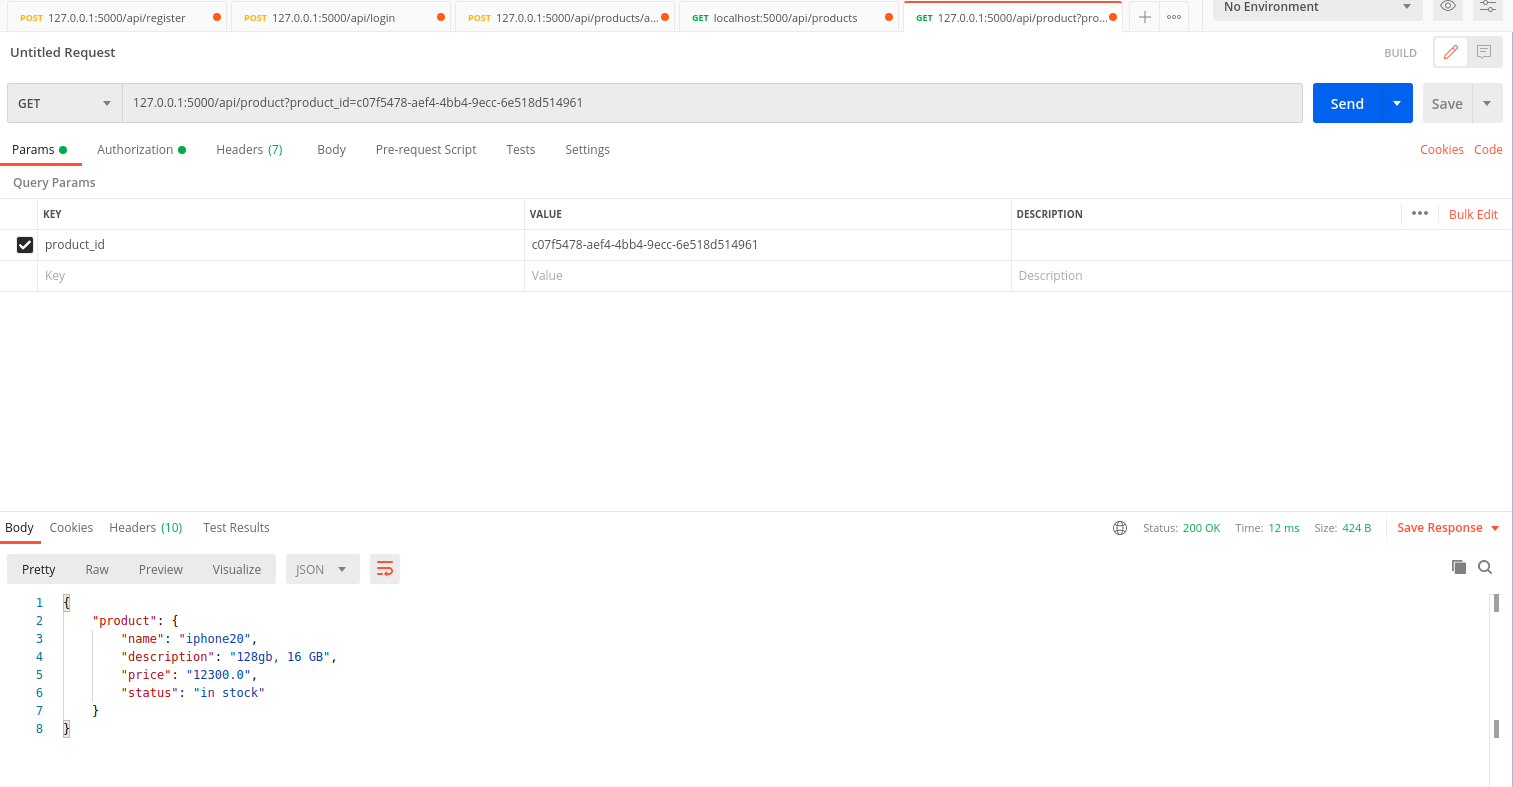 POST 127.0.0.1:5000/api/register POST 127.0.0.1:5000/api/login POST 127.0.0.1:5000/api/products/a... GET localhost:5000/api/products GET 127.0.0.1:5000/api/product?pro... No Environment
Untitled Request BUILD
GET 127.0.0.1:5000/api/product?product_id=c07f5478-aef4-4bb4-9ecc-6e518d514961 Send Save
Params Authorization Headers (7) Body Pre-request Script Tests Settings Cookies Code
Query Params
KEY VALUE DESCRIPTION Bulk Edit
product_id c07f5478-aef4-4bb4-9ecc-6e518d514961
Key Value Description
Body Cookies Headers (10) Test Results Status: 200 OK Time: 12 ms Size: 424 B Save Response
Pretty Raw Preview Visualize JSON
1 {
2 "product": {
3 "name": "iphone20",
4 "description": "128gb, 16 GB",
5 "price": "12300.0",
6 "status": "in stock"
7 }
8 }